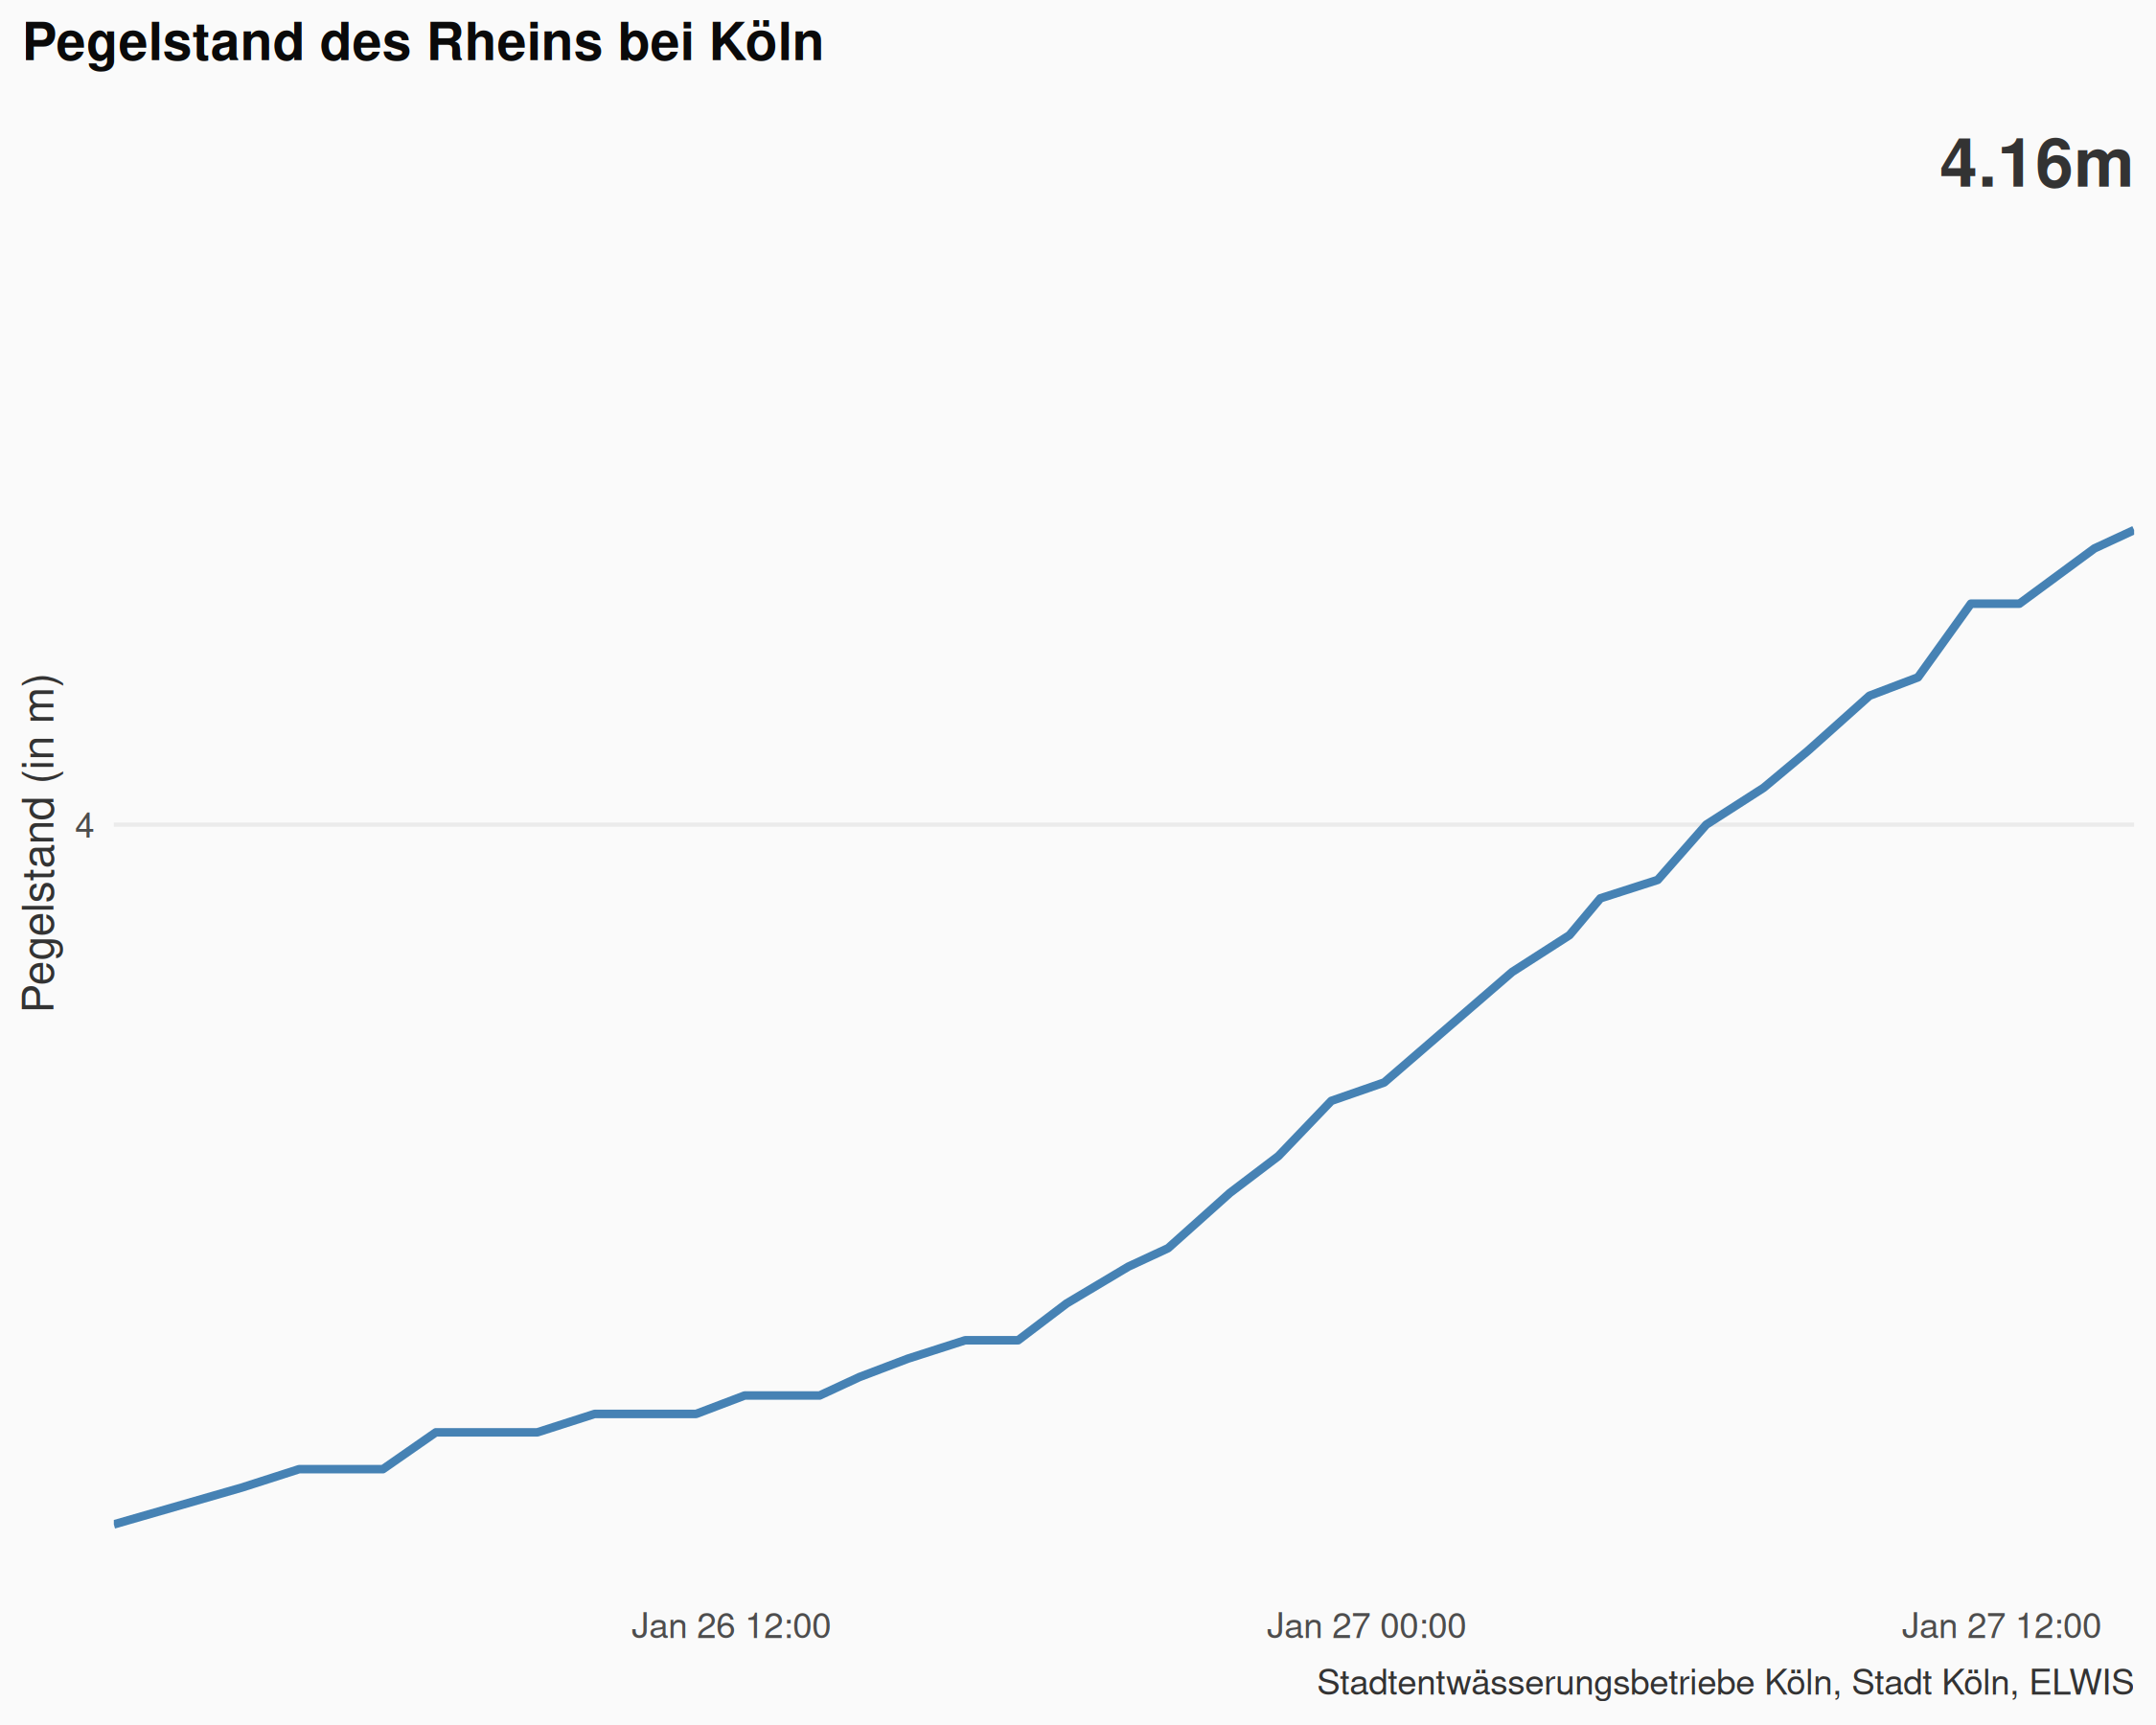 Pegelstand des Rheins bei Köln
4.16m
Pegelstand (in m)
4
Jan 26 12:00
Jan 27 00:00
Jan 27 12:00
Stadtentwässerungsbetriebe Köln, Stadt Köln, ELWIS